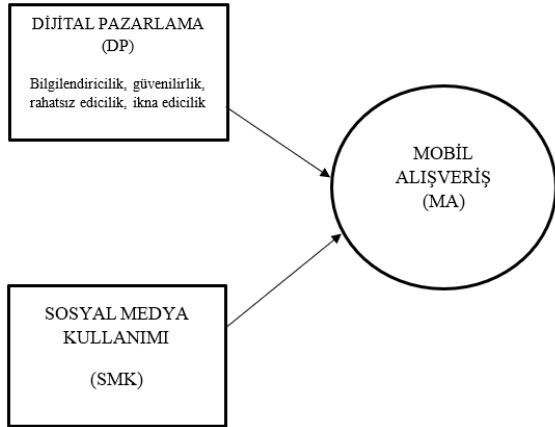 DİJİTAL PAZARLAMA
(DP)
Bilgilendiricilik, güvenilirlik,
rahatsız edicilik, ikna edicilik
MOBİL
ALIŞVERİŞ
(MA)
SOSYAL MEDYA
KULLANIMI
(SMK)